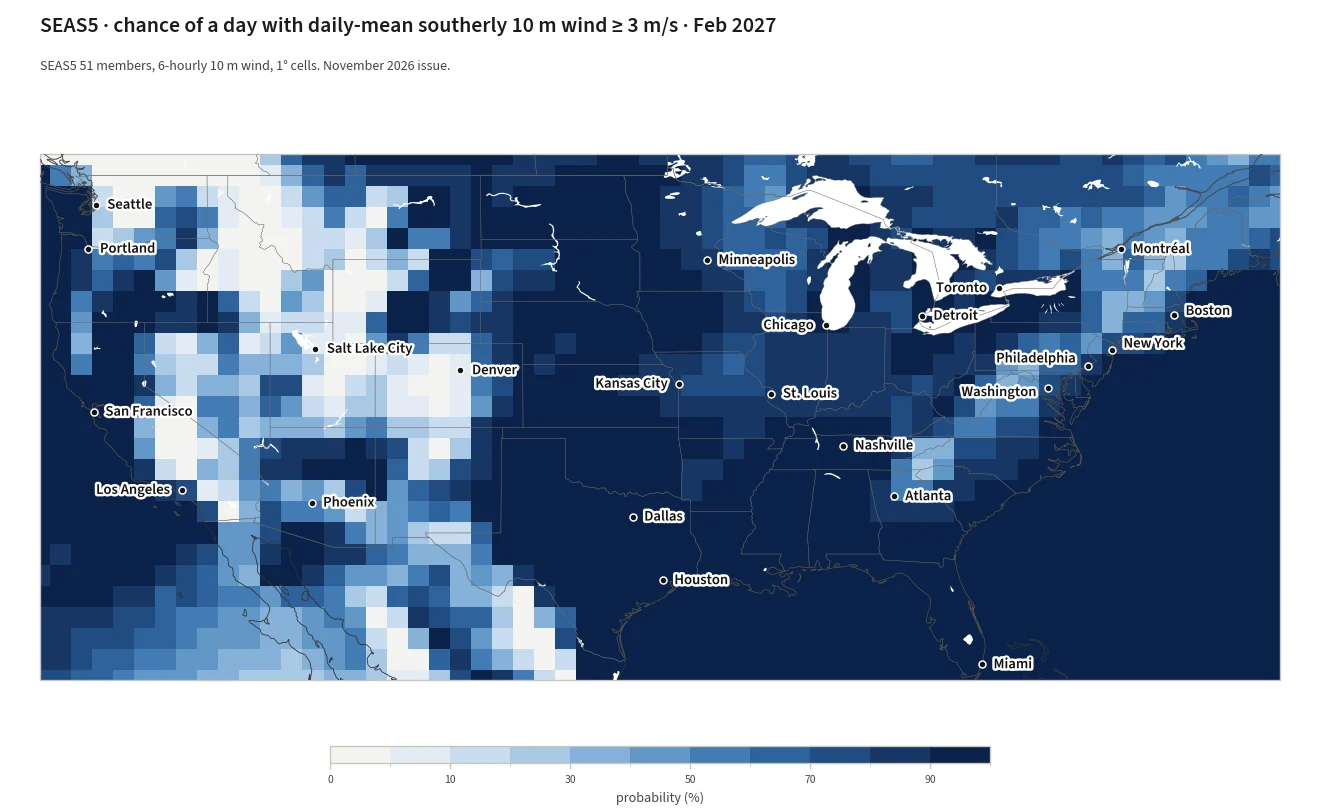 SEAS5 · chance of a day with daily-mean southerly 10 m wind ≥ 3 m/s · Feb 2027
SEAS5 51 members, 6-hourly 10 m wind, 1° cells. November 2026 issue.
Seattle
Portland
Montréal
Minneapolis
Toronto
Boston
Detroit
Chicago
New York
Salt Lake City
Philadelphia
Denver
Kansas City
Washington
St. Louis
San Francisco
Nashville
Los Angeles
Atlanta
Phoenix
Dallas
Houston
Miami
0 10 30 50 70 90
probability (%)